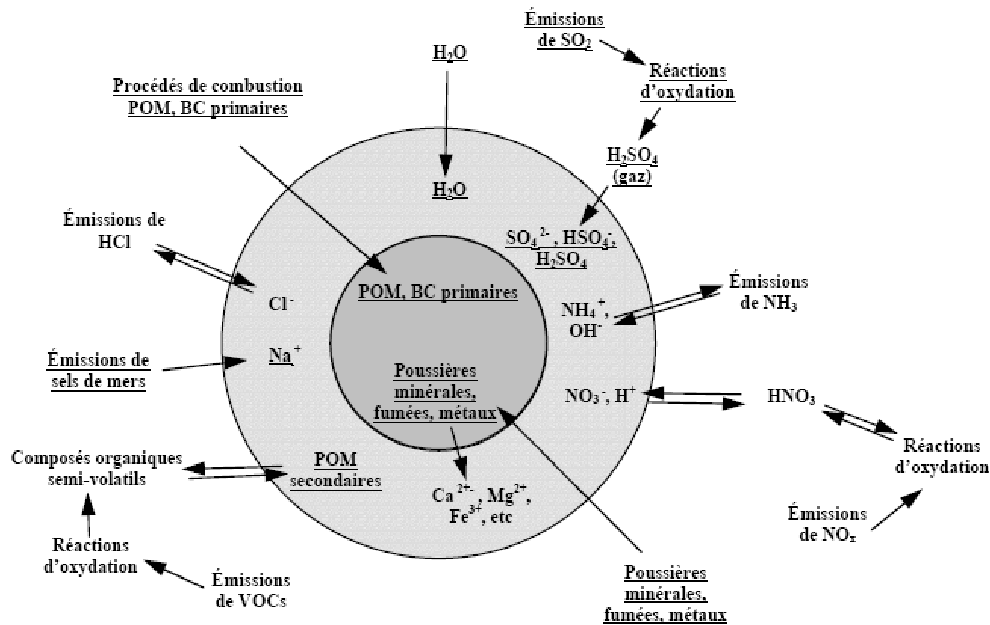 Émissions
de SO₂
H₂O
Réactions
d'oxydation
Procédés de combustion
POM, BC primaires
H₂SO₄
(gaz)
H₂O
Émissions de
HCl
SO₄²⁻, HSO₄⁻,
H₂SO₄
POM, BC primaires
Cl⁻
NH₄⁺,
OH⁻
Émissions
de NH₃
Émissions de
sels de mers
Na⁺
Poussières
minérales,
fumées, métaux
NO₃⁻, H⁺
HNO₃
Réactions
d'oxydation
Composés organiques
semi-volatils
POM
secondaires
Ca²⁺⁻, Mg²⁺,
Fe³⁺, etc
Émissions
de NOₓ
Réactions
d'oxydation
Émissions
de VOCs
Poussières
minérales,
fumées, métaux